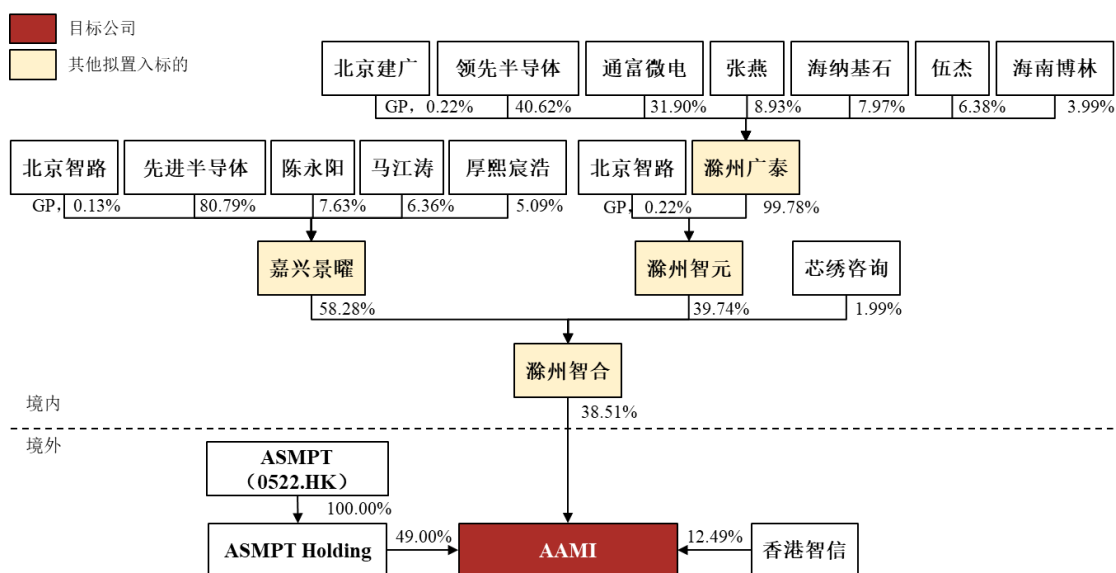 目标公司
其他拟置入标的
北京建广 领先半导体 通富微电 张燕 海纳基石 伍杰 海南博林
GP，0.22% 40.62% 31.90% 8.93% 7.97% 6.38% 3.99%
北京智路 先进半导体 陈永阳 马江涛 厚熙宸浩 北京智路 滁州广泰
GP，0.13% 80.79% 7.63% 6.36% 5.09% GP，0.22% 99.78%
嘉兴景曜 滁州智元 芯绣咨询
58.28% 39.74% 1.99%
滁州智合
境内
38.51%
境外
ASMPT
（0522.HK）
100.00%
ASMPT Holding 49.00% AAMI 12.49% 香港智信